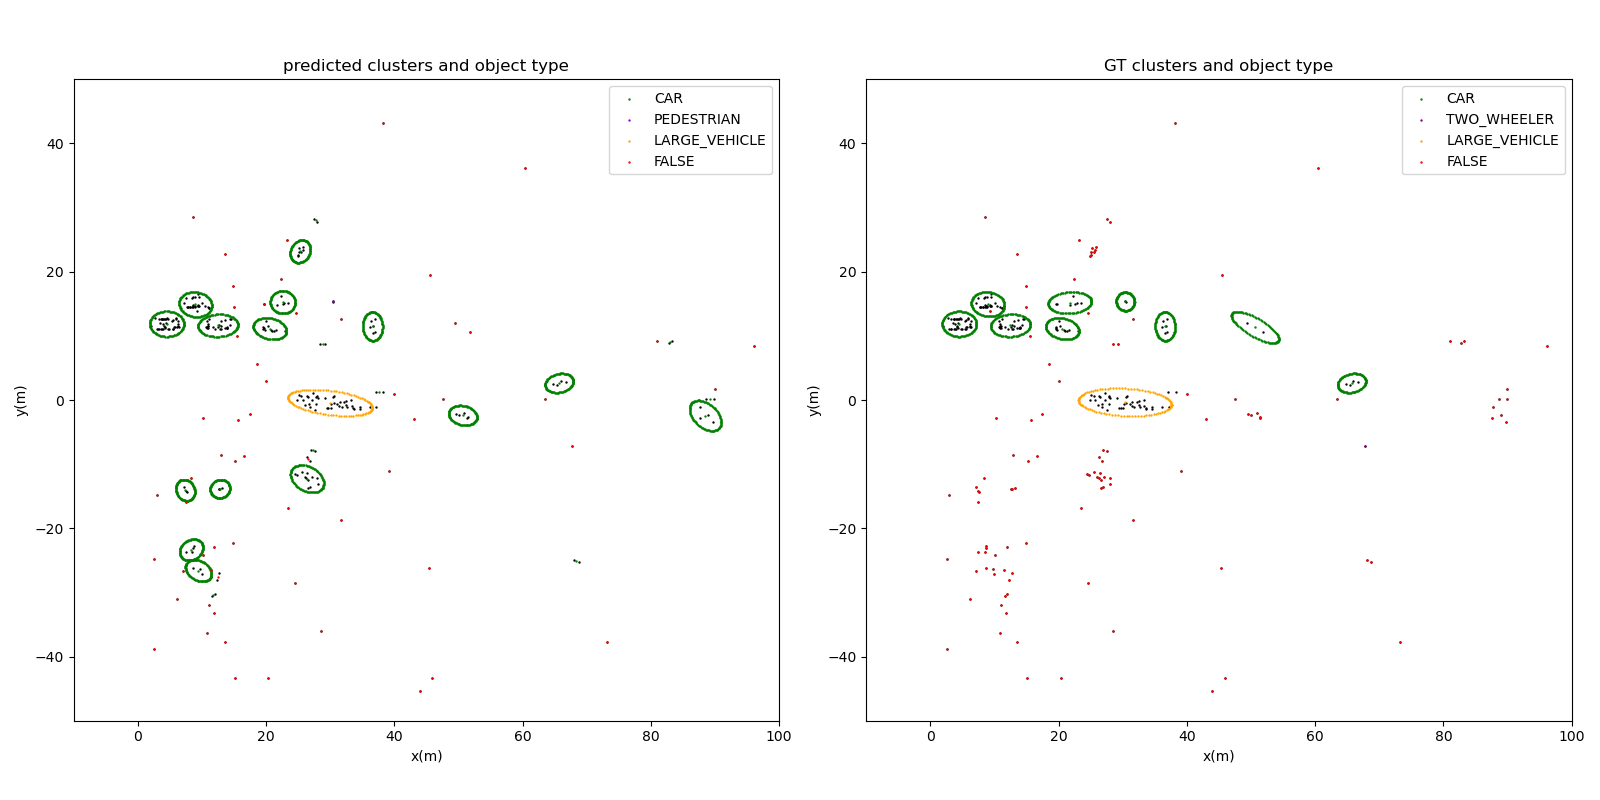 predicted clusters and object type
CAR
PEDESTRIAN
LARGE_VEHICLE
FALSE
40
20
0
−20
−40
y(m)
0
20
40
60
80
100
x(m)
GT clusters and object type
CAR
TWO_WHEELER
LARGE_VEHICLE
FALSE
40
20
0
−20
−40
y(m)
0
20
40
60
80
100
x(m)